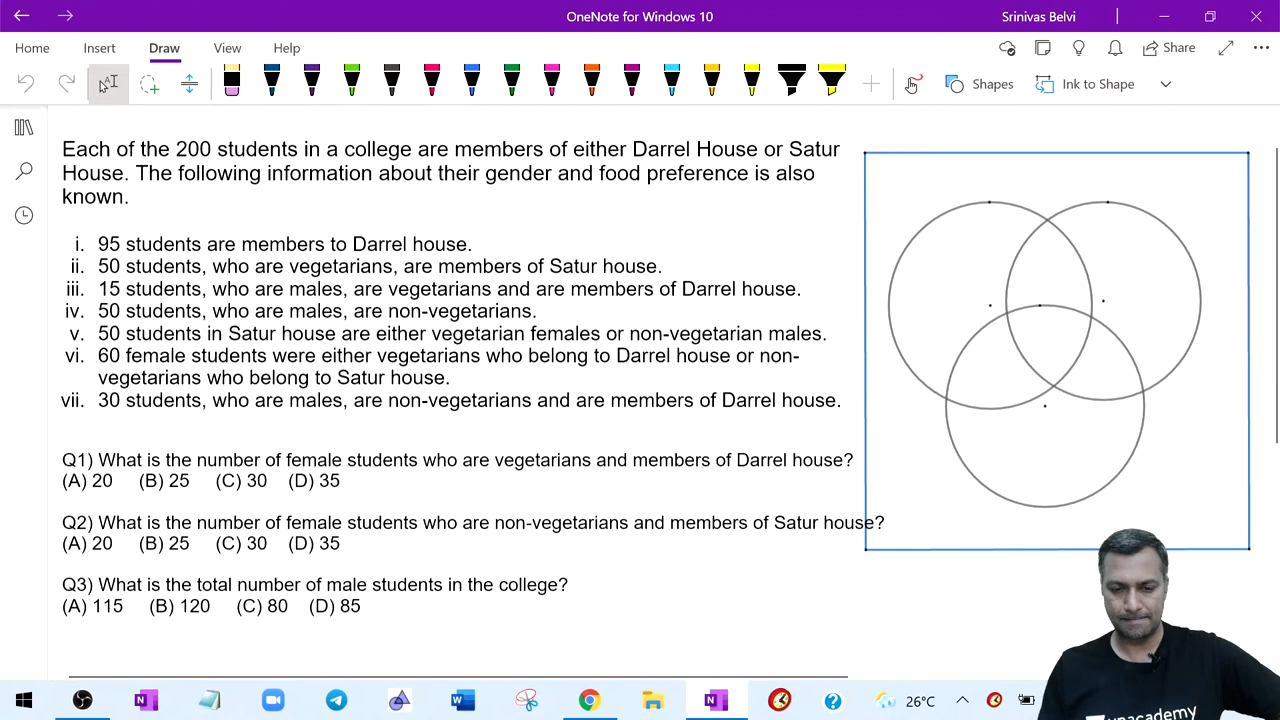 OneNote for Windows 10
Srinivas Belvi
Home Insert Draw View Help
Share
Shapes
Ink to Shape
Each of the 200 students in a college are members of either Darrel House or Satur
House. The following information about their gender and food preference is also
known.
i. 95 students are members to Darrel house.
ii. 50 students, who are vegetarians, are members of Satur house.
iii. 15 students, who are males, are vegetarians and are members of Darrel house.
iv. 50 students, who are males, are non-vegetarians.
v. 50 students in Satur house are either vegetarian females or non-vegetarian males.
vi. 60 female students were either vegetarians who belong to Darrel house or non-
vegetarians who belong to Satur house.
vii. 30 students, who are males, are non-vegetarians and are members of Darrel house.
Q1) What is the number of female students who are vegetarians and members of Darrel house?
(A) 20 (B) 25 (C) 30 (D) 35
Q2) What is the number of female students who are non-vegetarians and members of Satur house?
(A) 20 (B) 25 (C) 30 (D) 35
Q3) What is the total number of male students in the college?
(A) 115 (B) 120 (C) 80 (D) 85
26°C